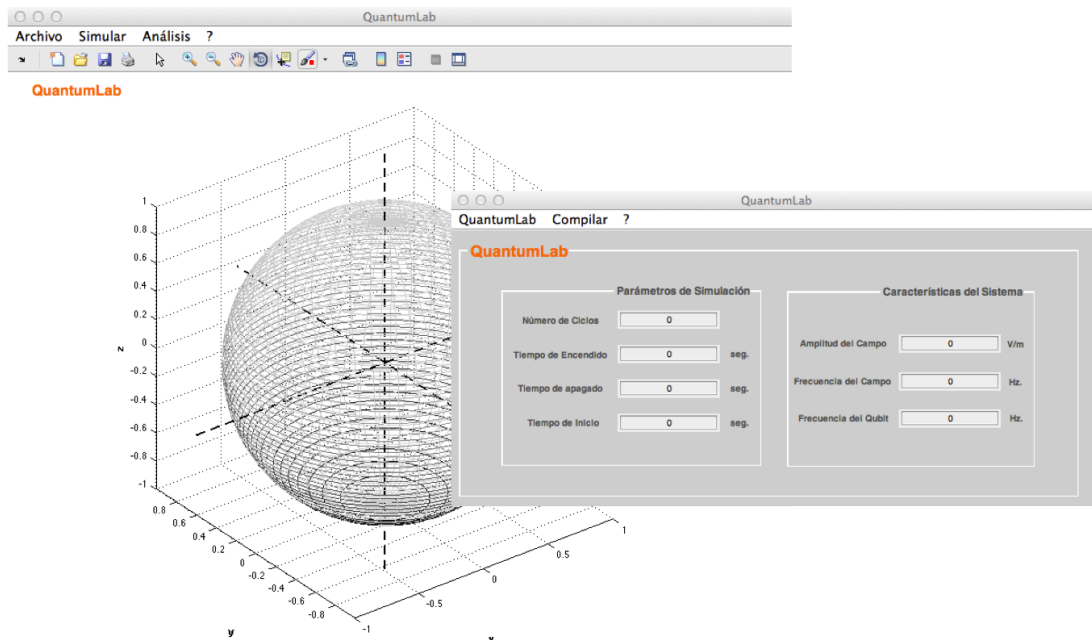 QuantumLab
Archivo Simular Análisis ?
QuantumLab
1
0.8
0.6
0.4
0.2
0
-0.2
-0.4
-0.6
-0.8
-1
z
0.8
0.6
0.4
0.2
0
-0.2
-0.4
-0.6
-0.8
y
-1
-0.5
0
0.5
1
x
QuantumLab
QuantumLab Compilar ?
QuantumLab
Parámetros de Simulación
Número de Ciclos 0
Tiempo de Encendido 0 seg.
Tiempo de apagado 0 seg.
Tiempo de Inicio 0 seg.
Características del Sistema
Amplitud del Campo 0 V/m
Frecuencia del Campo 0 Hz.
Frecuencia del Qubit 0 Hz.